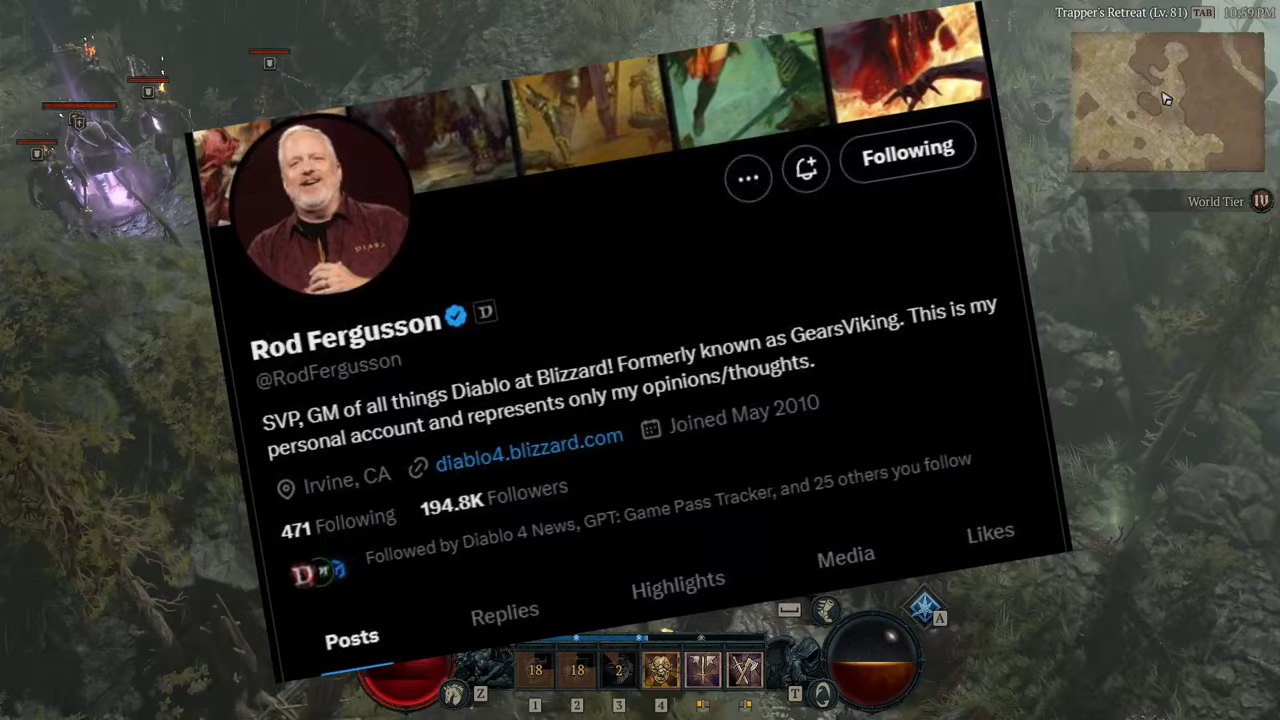 Trapper's Retreat (Lv. 81) TAB 10:59 PM
World Tier IV
Following
DIABLO
Rod Fergusson D
@RodFergusson
SVP, GM of all things Diablo at Blizzard! Formerly known as GearsViking. This is my
personal account and represents only my opinions/thoughts.
Irvine, CA diablo4.blizzard.com Joined May 2010
471 Following 194.8K Followers
D
Followed by Diablo 4 News, GPT: Game Pass Tracker, and 25 others you follow
Posts Replies Highlights Media Likes
A
18 18 2
Z 1 2 3 4 T